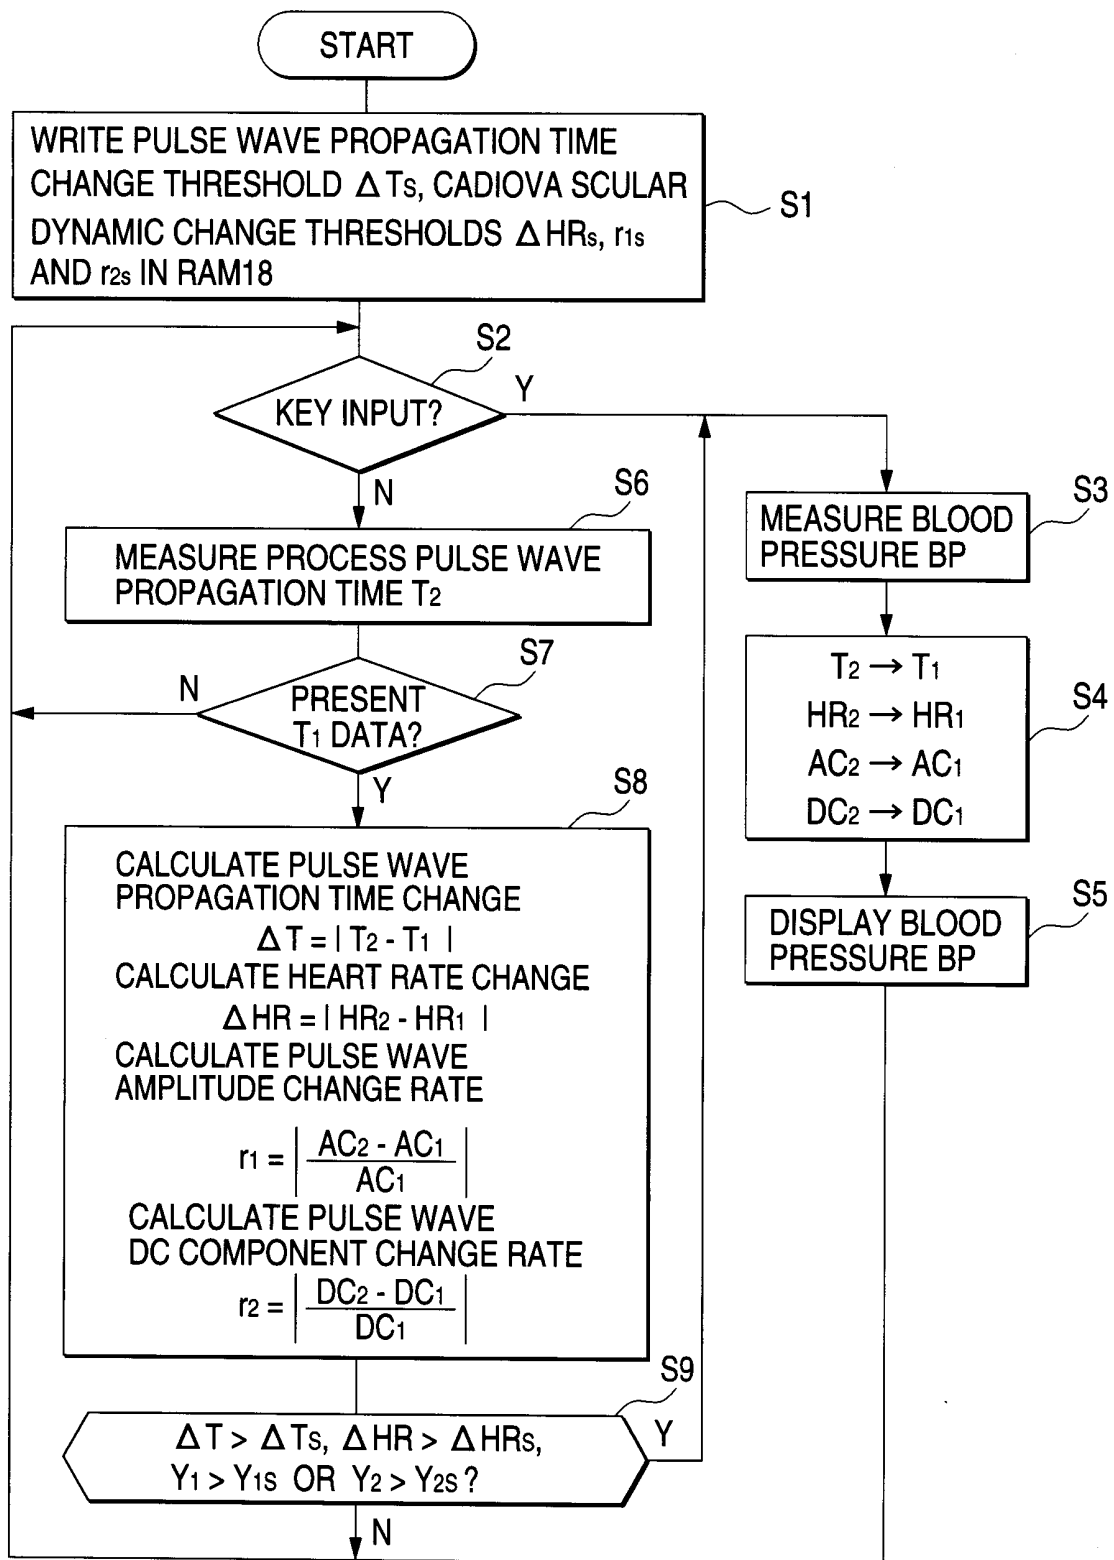 START
WRITE PULSE WAVE PROPAGATION TIME
CHANGE THRESHOLD ΔTS, CADIOVA SCULAR
DYNAMIC CHANGE THRESHOLDS ΔHRS, r1s
AND r2s IN RAM18
S1
S2
KEY INPUT?
Y
N
S6
MEASURE PROCESS PULSE WAVE
PROPAGATION TIME T2
S7
PRESENT
T1 DATA?
N
Y
S8
CALCULATE PULSE WAVE
PROPAGATION TIME CHANGE
ΔT = | T2 - T1 |
CALCULATE HEART RATE CHANGE
ΔHR = | HR2 - HR1 |
CALCULATE PULSE WAVE
AMPLITUDE CHANGE RATE
r1 = | AC2 - AC1 / AC1 |
CALCULATE PULSE WAVE
DC COMPONENT CHANGE RATE
r2 = | DC2 - DC1 / DC1 |
S9
ΔT > ΔTS, ΔHR > ΔHRS,
Y1 > Y1S OR Y2 > Y2S ?
Y
N
S3
MEASURE BLOOD
PRESSURE BP
S4
T2 → T1
HR2 → HR1
AC2 → AC1
DC2 → DC1
S5
DISPLAY BLOOD
PRESSURE BP